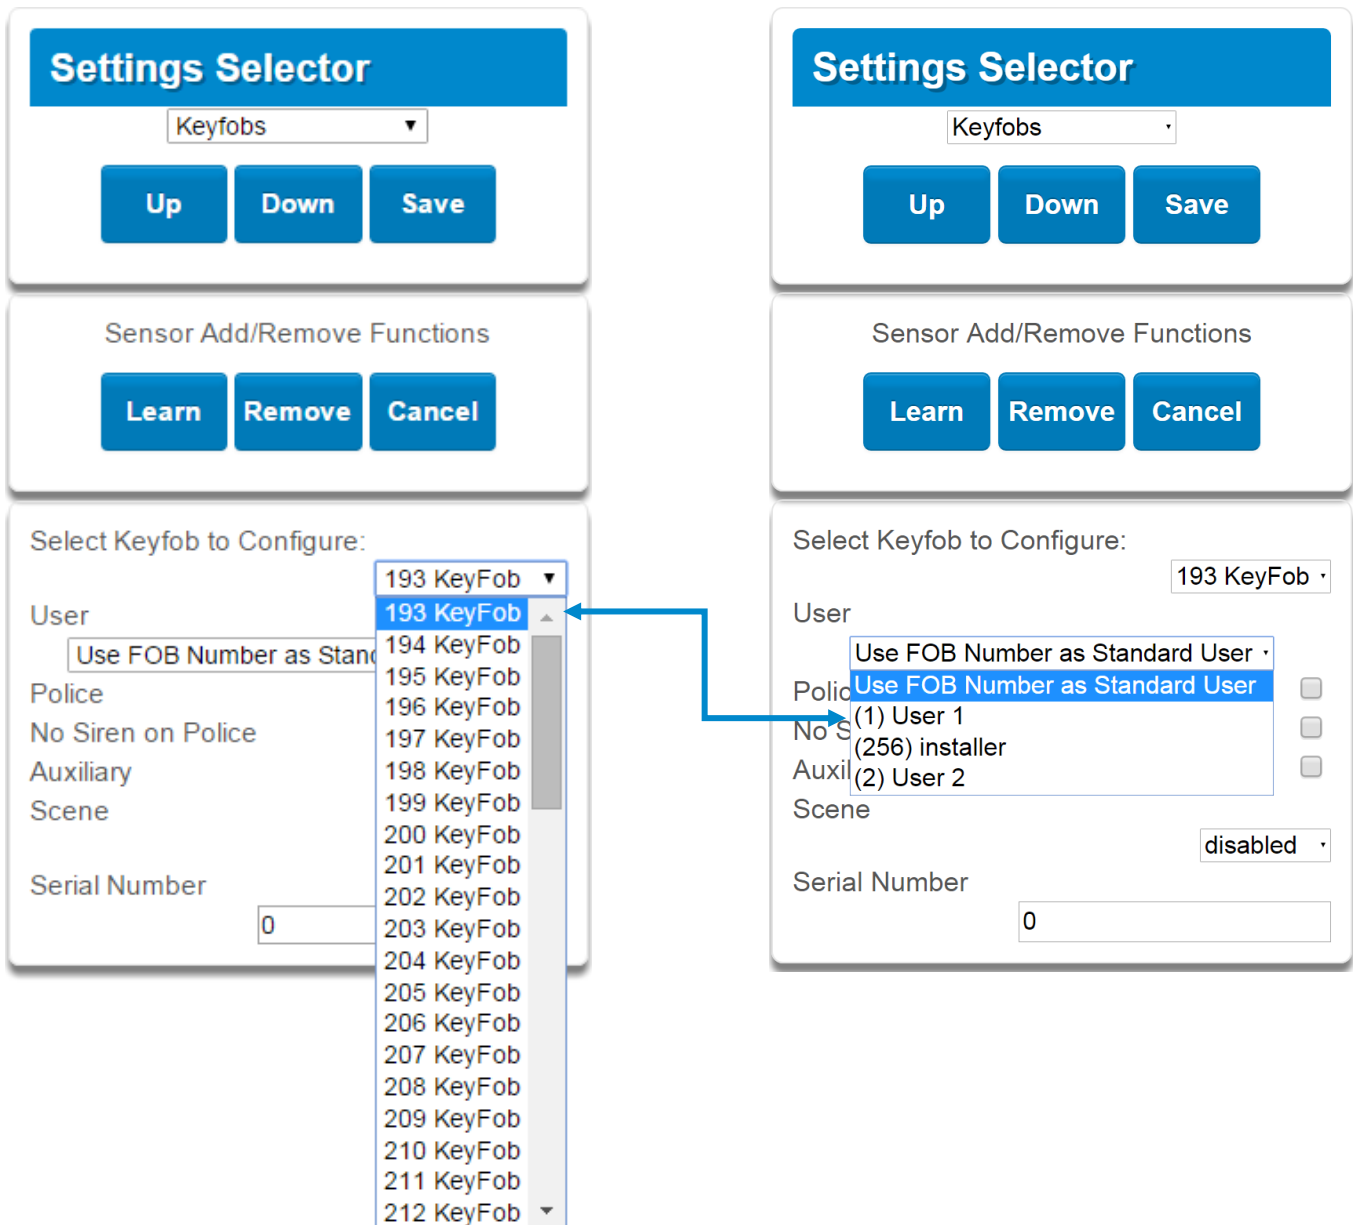 Settings Selector
Keyfobs
Up Down Save
Sensor Add/Remove Functions
Learn Remove Cancel
Select Keyfob to Configure:
193 KeyFob
193 KeyFob
194 KeyFob
195 KeyFob
196 KeyFob
197 KeyFob
198 KeyFob
199 KeyFob
200 KeyFob
201 KeyFob
202 KeyFob
203 KeyFob
204 KeyFob
205 KeyFob
206 KeyFob
207 KeyFob
208 KeyFob
209 KeyFob
210 KeyFob
211 KeyFob
212 KeyFob
User
Use FOB Number as Stand
Police
No Siren on Police
Auxiliary
Scene
Serial Number
0
Settings Selector
Keyfobs
Up Down Save
Sensor Add/Remove Functions
Learn Remove Cancel
Select Keyfob to Configure:
193 KeyFob
User
Use FOB Number as Standard User
Use FOB Number as Standard User
(1) User 1
(256) installer
(2) User 2
Polic
No S
Auxil
Scene
disabled
Serial Number
0